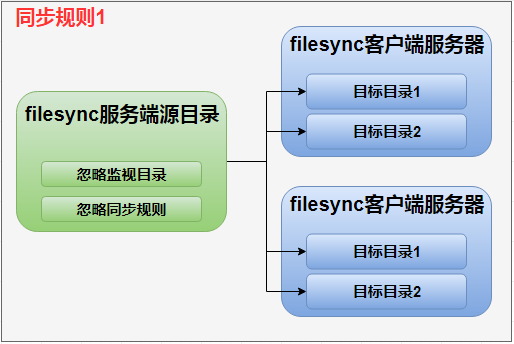 同步规则1
filesync服务端源目录
忽略监视目录
忽略同步规则
filesync客户端服务器
目标目录1
目标目录2
filesync客户端服务器
目标目录1
目标目录2